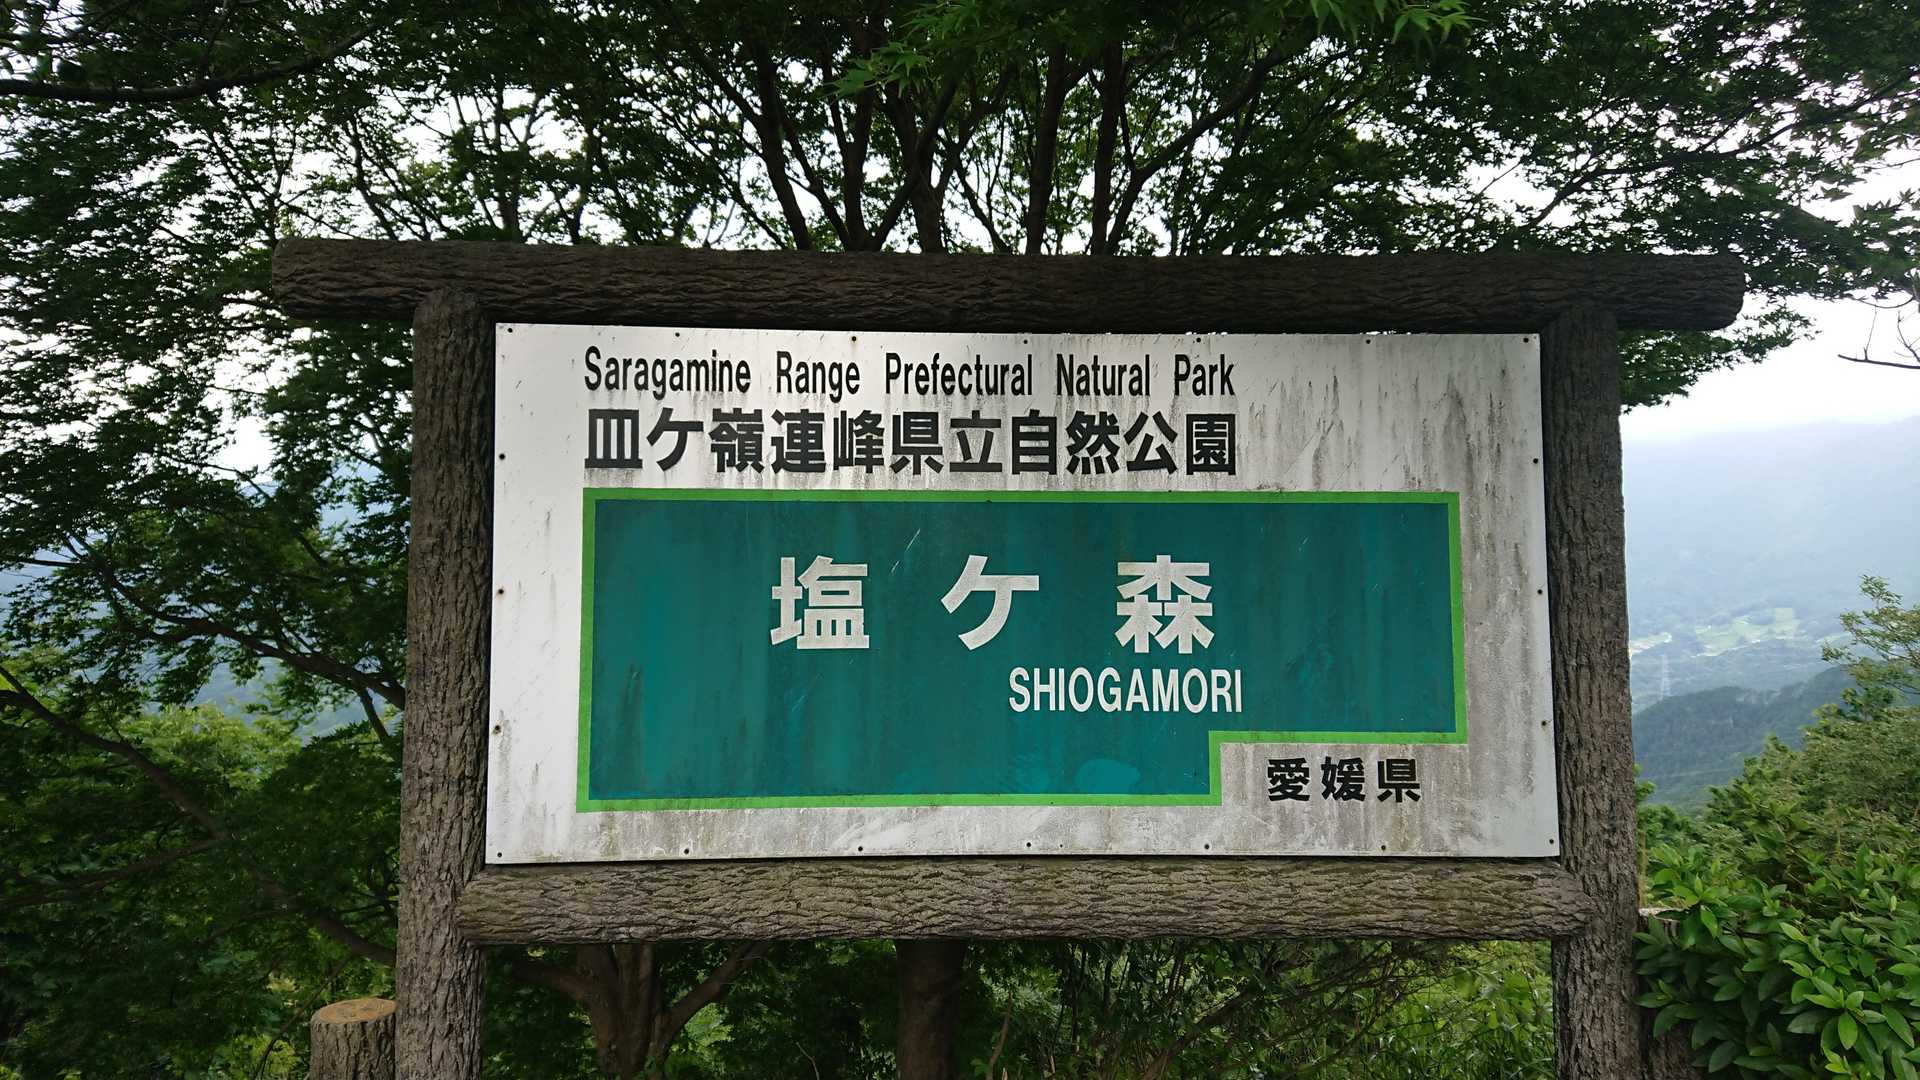 Saragamine Range Prefectural Natural Park
皿ケ嶺連峰県立自然公園
塩ケ森
SHIOGAMORI
愛媛県